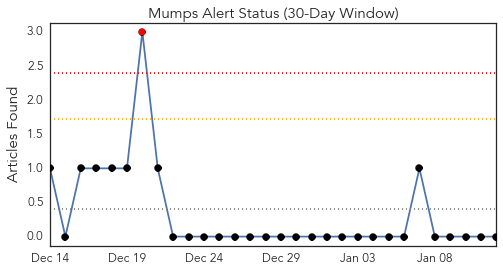 Mumps Alert Status (30-Day Window)
Articles Found
3.0
2.5
2.0
1.5
1.0
0.5
0.0
Dec 14 Dec 19 Dec 24 Dec 29 Jan 03 Jan 08